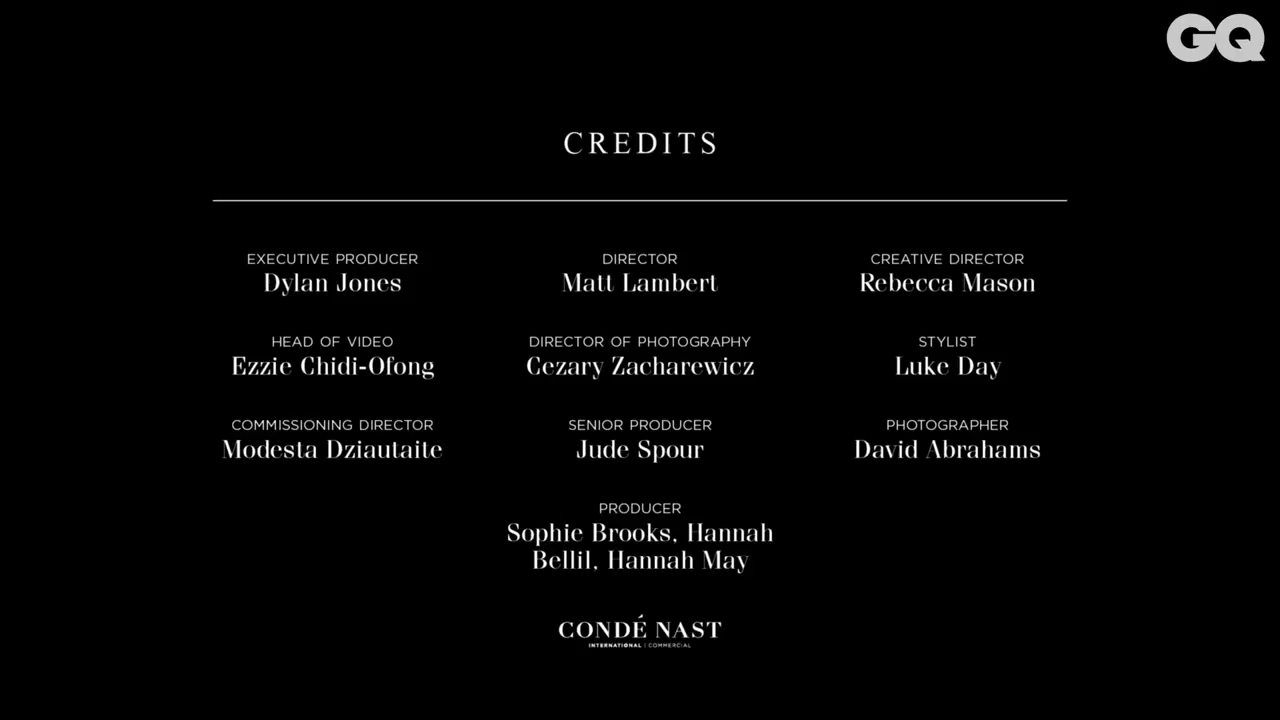 GQ
CREDITS
EXECUTIVE PRODUCER
Dylan Jones
DIRECTOR
Matt Lambert
CREATIVE DIRECTOR
Rebecca Mason
HEAD OF VIDEO
Ezzie Chidi-Ofong
DIRECTOR OF PHOTOGRAPHY
Cezary Zacharewicz
STYLIST
Luke Day
COMMISSIONING DIRECTOR
Modesta Dziautaite
SENIOR PRODUCER
Jude Spour
PHOTOGRAPHER
David Abrahams
PRODUCER
Sophie Brooks, Hannah
Bellil, Hannah May
CONDÉ NAST
INTERNATIONAL | COMMERCIAL